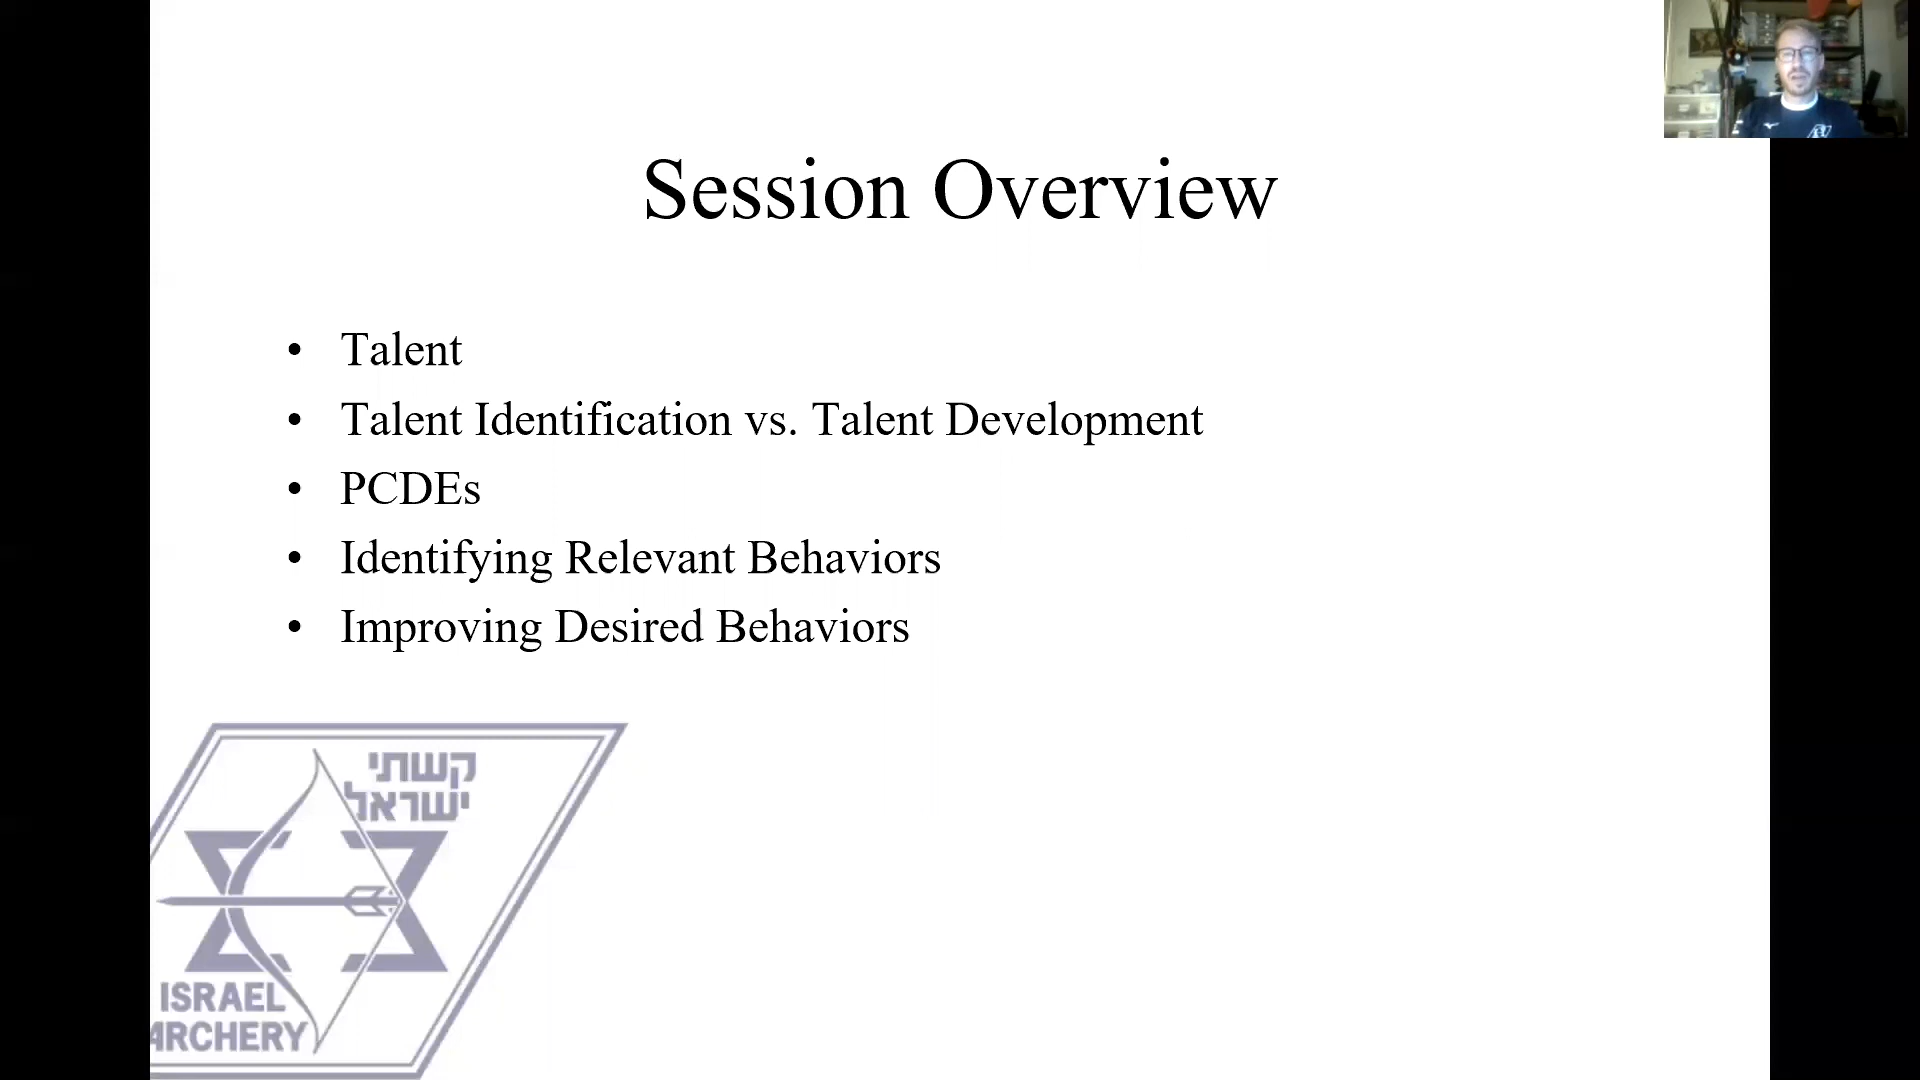 Session Overview
• Talent
• Talent Identification vs. Talent Development
• PCDEs
• Identifying Relevant Behaviors
• Improving Desired Behaviors
קשתי
ישראל
ISRAEL
ARCHERY